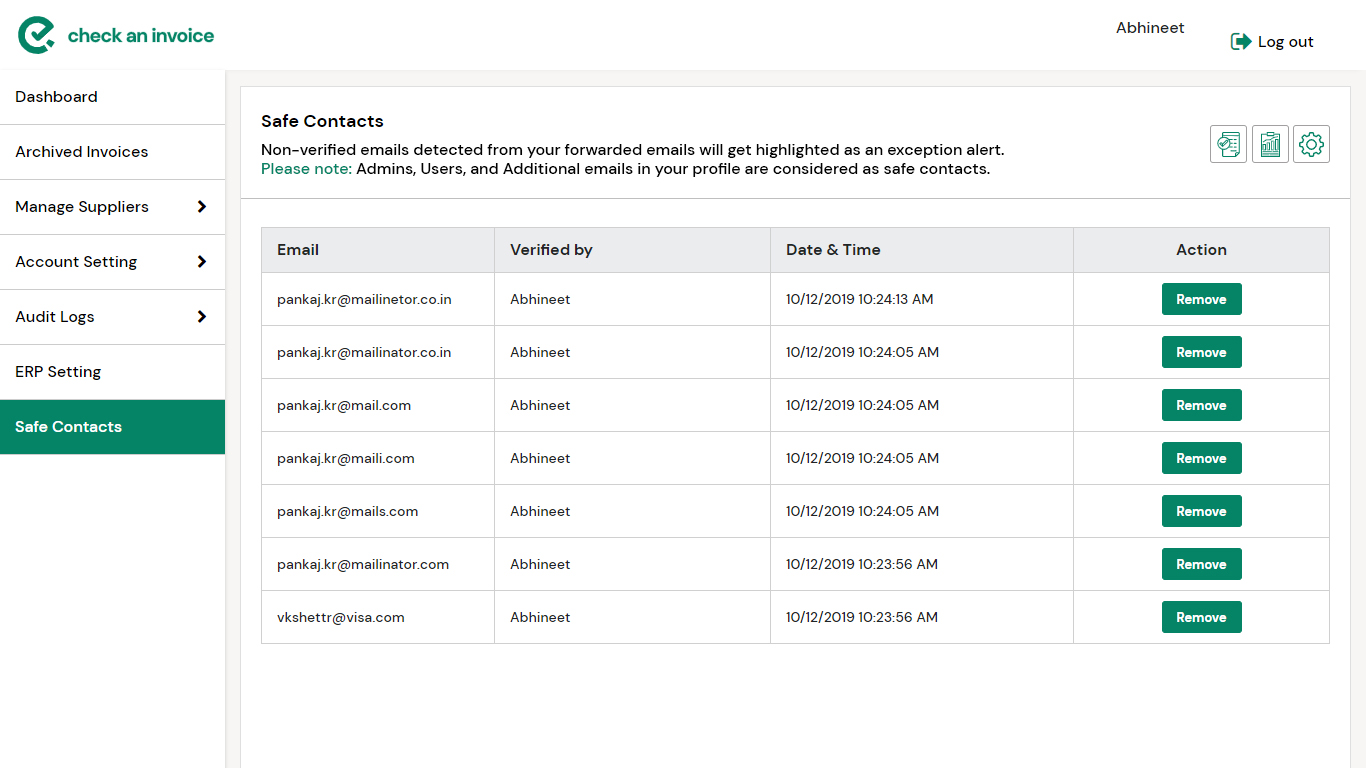 check an invoice
Abhineet
Log out
Dashboard
Archived Invoices
Manage Suppliers
Account Setting
Audit Logs
ERP Setting
Safe Contacts
Safe Contacts
Non-verified emails detected from your forwarded emails will get highlighted as an exception alert.
Please note: Admins, Users, and Additional emails in your profile are considered as safe contacts.
Email Verified by Date & Time Action
pankaj.kr@mailinetor.co.in Abhineet 10/12/2019 10:24:13 AM Remove
pankaj.kr@mailinator.co.in Abhineet 10/12/2019 10:24:05 AM Remove
pankaj.kr@mail.com Abhineet 10/12/2019 10:24:05 AM Remove
pankaj.kr@maili.com Abhineet 10/12/2019 10:24:05 AM Remove
pankaj.kr@mails.com Abhineet 10/12/2019 10:24:05 AM Remove
pankaj.kr@mailinator.com Abhineet 10/12/2019 10:23:56 AM Remove
vkshettr@visa.com Abhineet 10/12/2019 10:23:56 AM Remove